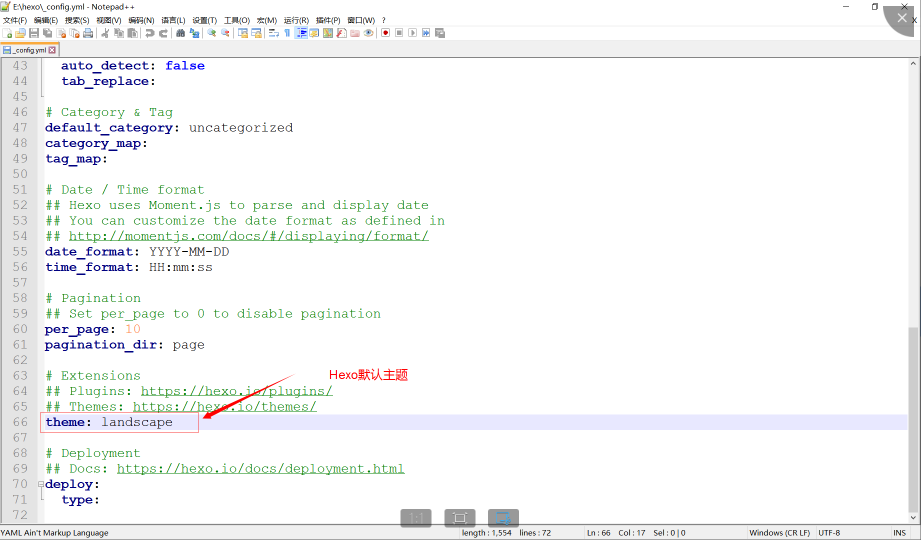 E:\hexo\_config.yml - Notepad++
文件(F) 编辑(E) 搜索(S) 视图(V) 编码(N) 语言(L) 设置(T) 工具(O) 宏(M) 运行(R) 插件(P) 窗口(W) ? X
_config.yml
43 auto_detect: false
44 tab_replace:
45
46 # Category & Tag
47 default_category: uncategorized
48 category_map:
49 tag_map:
50
51 # Date / Time format
52 ## Hexo uses Moment.js to parse and display date
53 ## You can customize the date format as defined in
54 ## http://momentjs.com/docs/#/displaying/format/
55 date_format: YYYY-MM-DD
56 time_format: HH:mm:ss
57
58 # Pagination
59 ## Set per_page to 0 to disable pagination
60 per_page: 10
61 pagination_dir: page
62
63 # Extensions
Hexo默认主题
64 ## Plugins: https://hexo.io/plugins/
65 ## Themes: https://hexo.io/themes/
66 theme: landscape
67
68 # Deployment
69 ## Docs: https://hexo.io/docs/deployment.html
70 deploy:
71 type:
72
YAML Ain't Markup Language length : 1,554 lines : 72 Ln : 66 Col : 17 Sel : 0 | 0 Windows (CR LF) UTF-8 INS